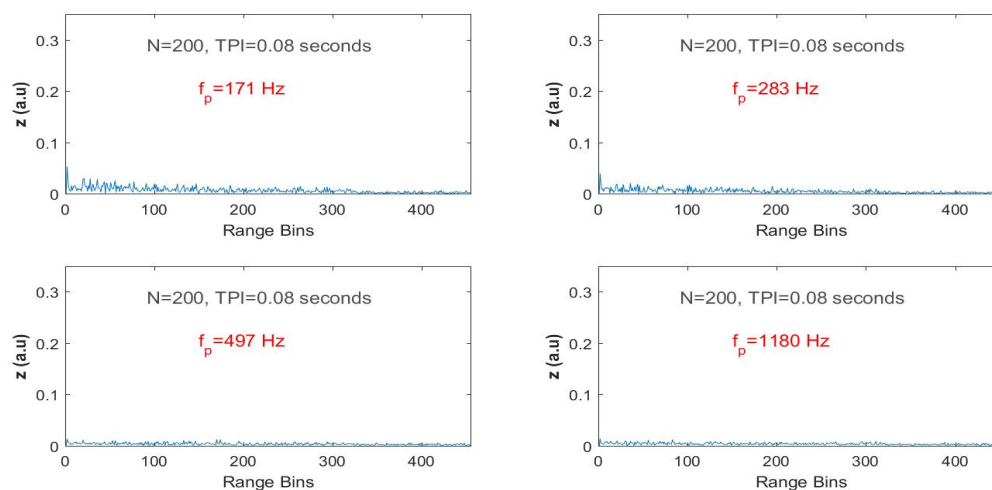 0.3
0.2
0.1
0
z (a.u)
N=200, TPI=0.08 seconds
f_p=171 Hz
0 100 200 300 400
Range Bins
0.3
0.2
0.1
0
z (a.u)
N=200, TPI=0.08 seconds
f_p=283 Hz
0 100 200 300 400
Range Bins
0.3
0.2
0.1
0
z (a.u)
N=200, TPI=0.08 seconds
f_p=497 Hz
0 100 200 300 400
Range Bins
0.3
0.2
0.1
0
z (a.u)
N=200, TPI=0.08 seconds
f_p=1180 Hz
0 100 200 300 400
Range Bins